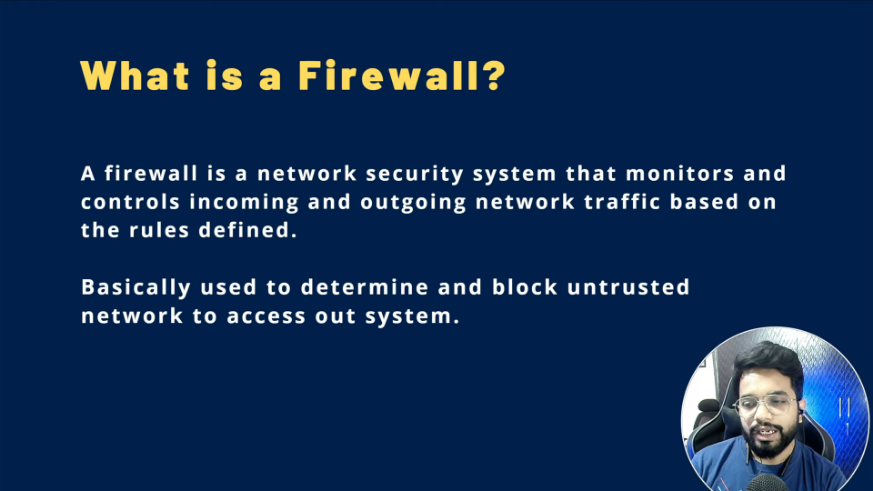 What is a Firewall?
A firewall is a network security system that monitors and
controls incoming and outgoing network traffic based on
the rules defined.
Basically used to determine and block untrusted
network to access out system.